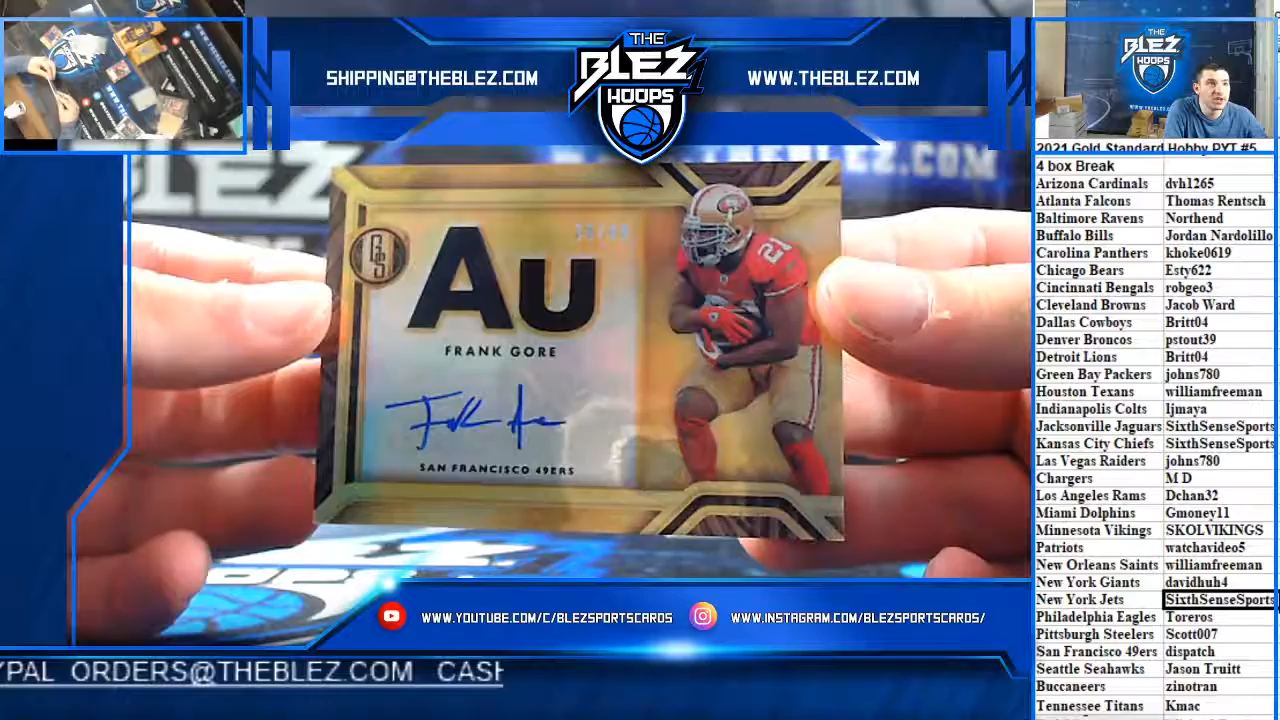 SHIPPING@THEBLEZ.COM
THE
BLEZ
HOOPS
WWW.THEBLEZ.COM
THE
BLEZ
HOOPS
2021 Gold Standard Hobby PYT #5
4 box Break
Arizona Cardinals dvh1265
Atlanta Falcons Thomas Rentsch
Baltimore Ravens Northend
Buffalo Bills Jordan Nardolillo
Carolina Panthers khoke0619
Chicago Bears Esty622
Cincinnati Bengals robgeo3
Cleveland Browns Jacob Ward
Dallas Cowboys Britt04
Denver Broncos pstout39
Detroit Lions Britt04
Green Bay Packers johns780
Houston Texans williamfreeman
Indianapolis Colts ljmaya
Jacksonville Jaguars SixthSenseSports
Kansas City Chiefs SixthSenseSports
Las Vegas Raiders johns780
Chargers M D
Los Angeles Rams Dchan32
Miami Dolphins Gmoney11
Minnesota Vikings SKOLVIKINGS
Patriots watchavideo5
New Orleans Saints williamfreeman
New York Giants davidhuh4
New York Jets SixthSenseSports
Philadelphia Eagles Toreros
Pittsburgh Steelers Scott007
San Francisco 49ers dispatch
Seattle Seahawks Jason Truitt
Buccaneers zinotran
Tennessee Titans Kmac
GS
Au
FRANK GORE
SAN FRANCISCO 49ERS
21
WWW.YOUTUBE.COM/C/BLEZSPORTSCARDS
WWW.INSTAGRAM.COM/BLEZSPORTSCARDS/
YPAL ORDERS@THEBLEZ.COM CASH